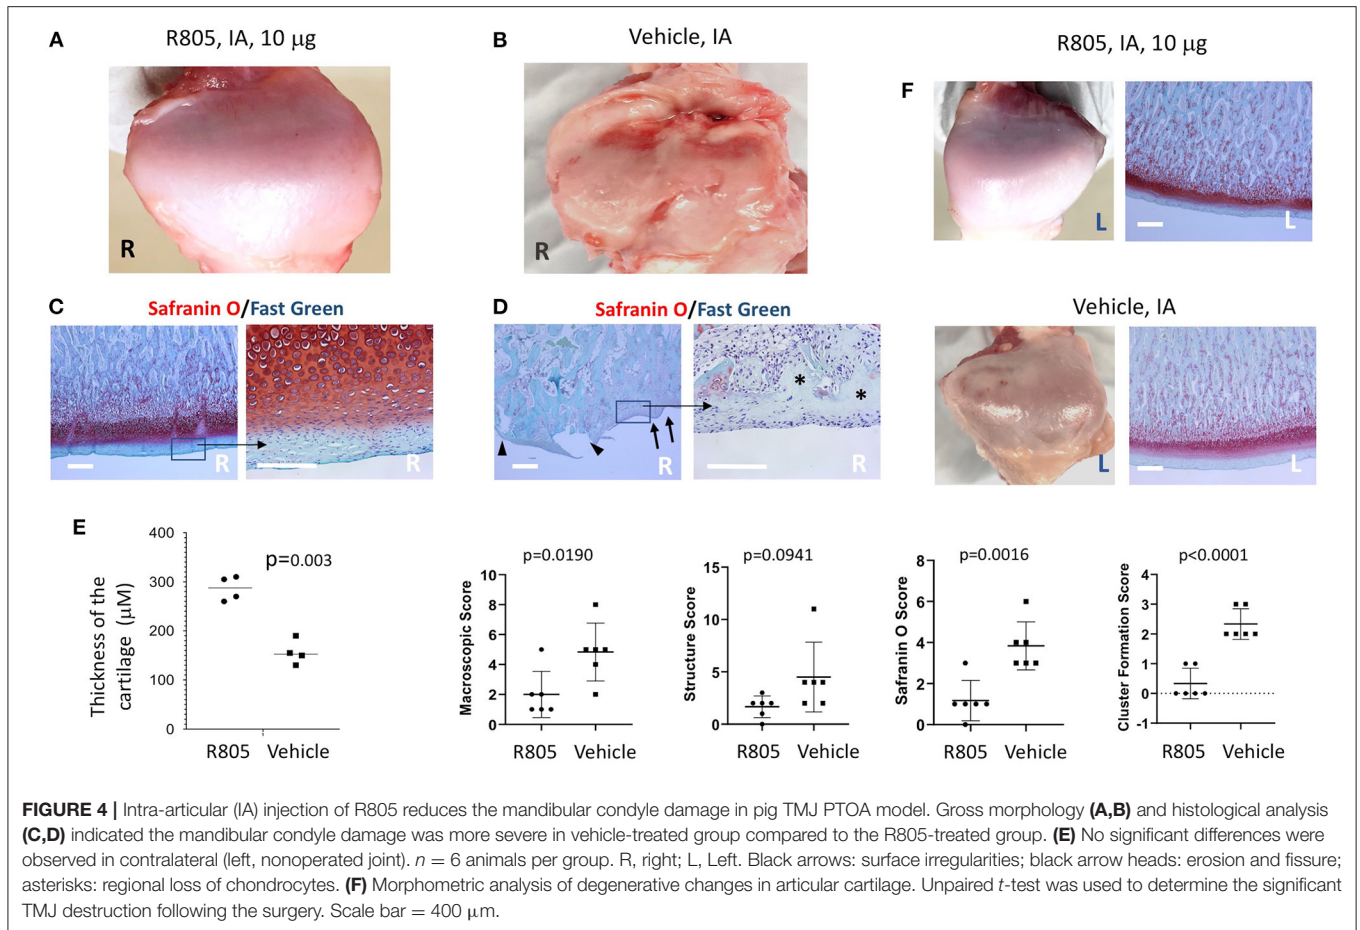 A
R805, IA, 10 μg
R
B
Vehicle, IA
R
R805, IA, 10 μg
F
L
L
C
Safranin O/Fast Green
R
R
D
Safranin O/Fast Green
R
*
*
R
Vehicle, IA
L
L
E
Thickness of the
cartilage (μM)
400
300
200
100
0
p=0.003
R805 Vehicle
p=0.0190
Macroscopic Score
10
8
6
4
2
0
R805 Vehicle
p=0.0941
Structure Score
15
10
5
0
R805 Vehicle
p=0.0016
Safranin O Score
8
6
4
2
0
R805 Vehicle
p<0.0001
Cluster Formation Score
4
3
2
1
0
-1
R805 Vehicle
FIGURE 4 | Intra-articular (IA) injection of R805 reduces the mandibular condyle damage in pig TMJ PTOA model. Gross morphology (A,B) and histological analysis
(C,D) indicated the mandibular condyle damage was more severe in vehicle-treated group compared to the R805-treated group. (E) No significant differences were
observed in contralateral (left, nonoperated joint). n = 6 animals per group. R, right; L, Left. Black arrows: surface irregularities; black arrow heads: erosion and fissure;
asterisks: regional loss of chondrocytes. (F) Morphometric analysis of degenerative changes in articular cartilage. Unpaired t-test was used to determine the significant
TMJ destruction following the surgery. Scale bar = 400 μm.